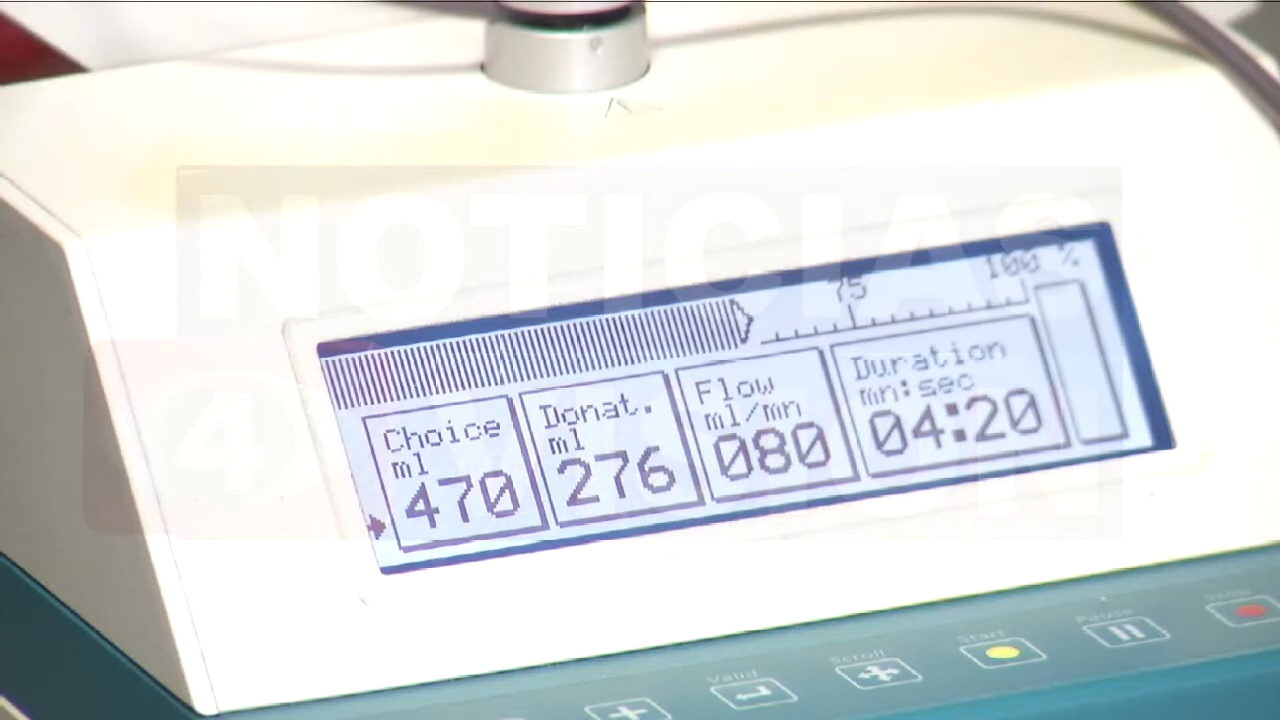 NOTICIAS
4VISIÓN
75
100 %
Choice
ml
470
Donat.
ml
276
Flow
ml/mn
080
Duration
mn:sec
04:20
Valid
Scroll
Start
Pause